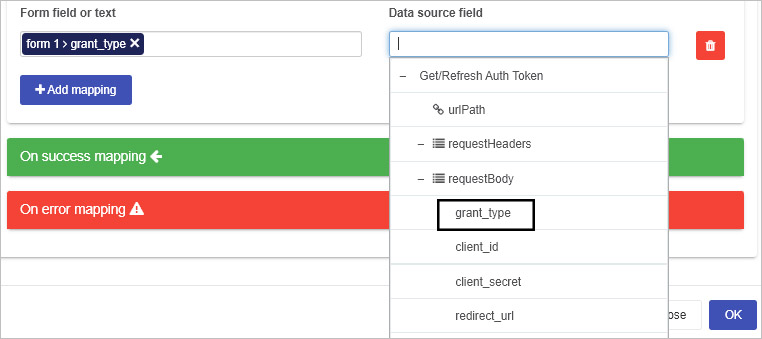 Form field or text
Data source field
form 1 > grant_type ✕
Get/Refresh Auth Token
+ Add mapping
urlPath
requestHeaders
On success mapping
requestBody
On error mapping
grant_type
client_id
client_secret
redirect_url
OK